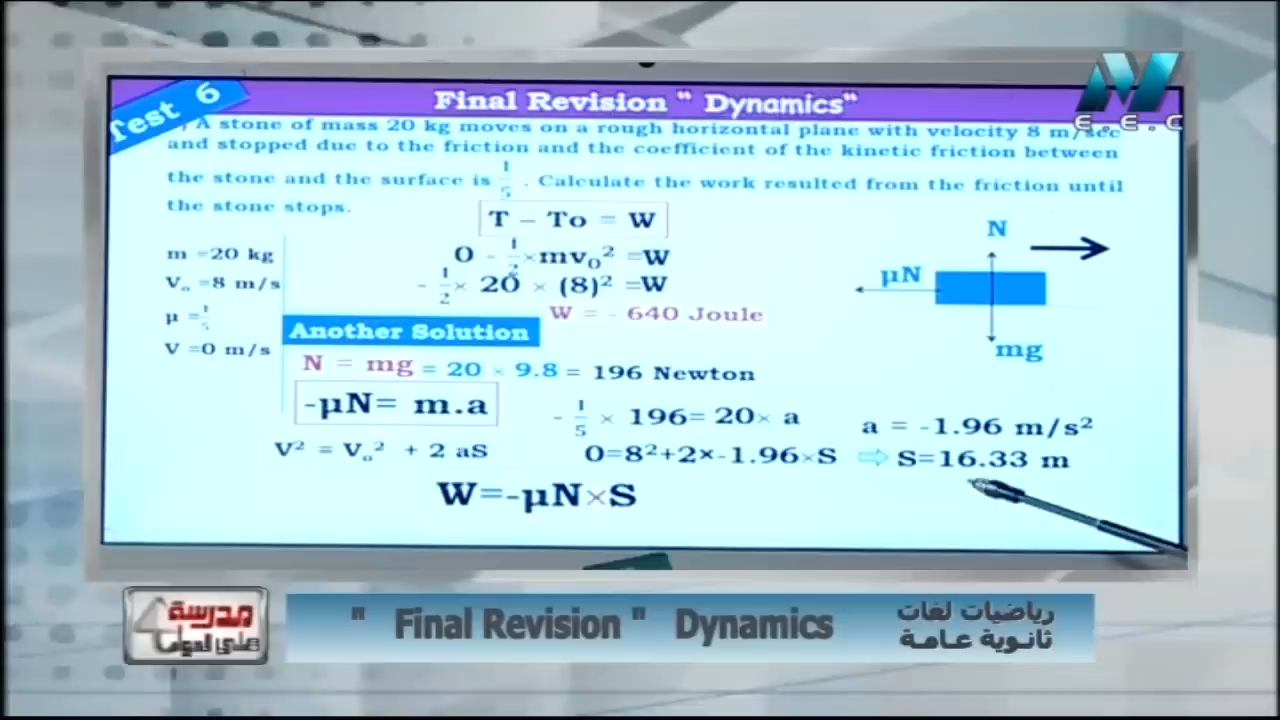 Test 6
Final Revision " Dynamics"
E.E.C
A stone of mass 20 kg moves on a rough horizontal plane with velocity 8 m/sec
and stopped due to the friction and the coefficient of the kinetic friction between
the stone and the surface is 1/5 . Calculate the work resulted from the friction until
the stone stops.
T – To = W
m =20 kg
0 - 1/2 ×mv₀² =W
V₀ =8 m/s
- 1/2 × 20 × (8)² =W
μ =1/5
W = - 640 Joule
V =0 m/s
N
μN
mg
Another Solution
N = mg = 20 × 9.8 = 196 Newton
-μN= m.a
- 1/5 × 196= 20× a
a = -1.96 m/s²
V² = V₀² + 2 aS
0=8²+2×-1.96×S ⇨ S=16.33 m
W=-μN×S
مدرسة
على الهواء
" Final Revision " Dynamics
رياضيات لغات
ثانوية عامة